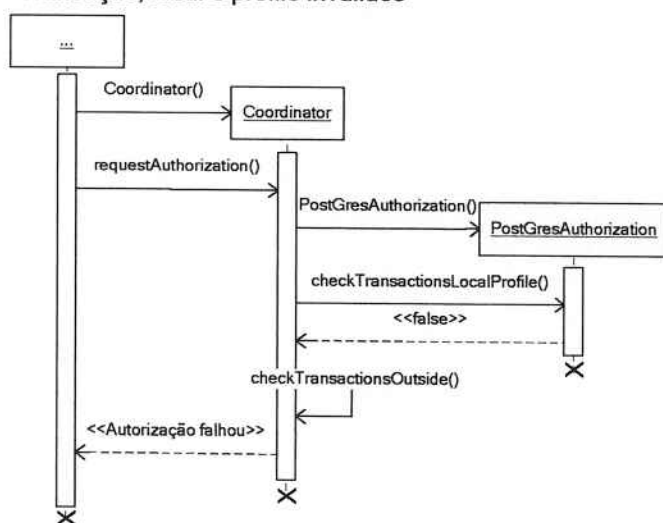 ...
Coordinator()
Coordinator
requestAuthorization()
PostGresAuthorization()
PostGresAuthorization
checkTransactionsLocalProfile()
<<false>>
checkTransactionsOutside()
<<Autorização falhou>>